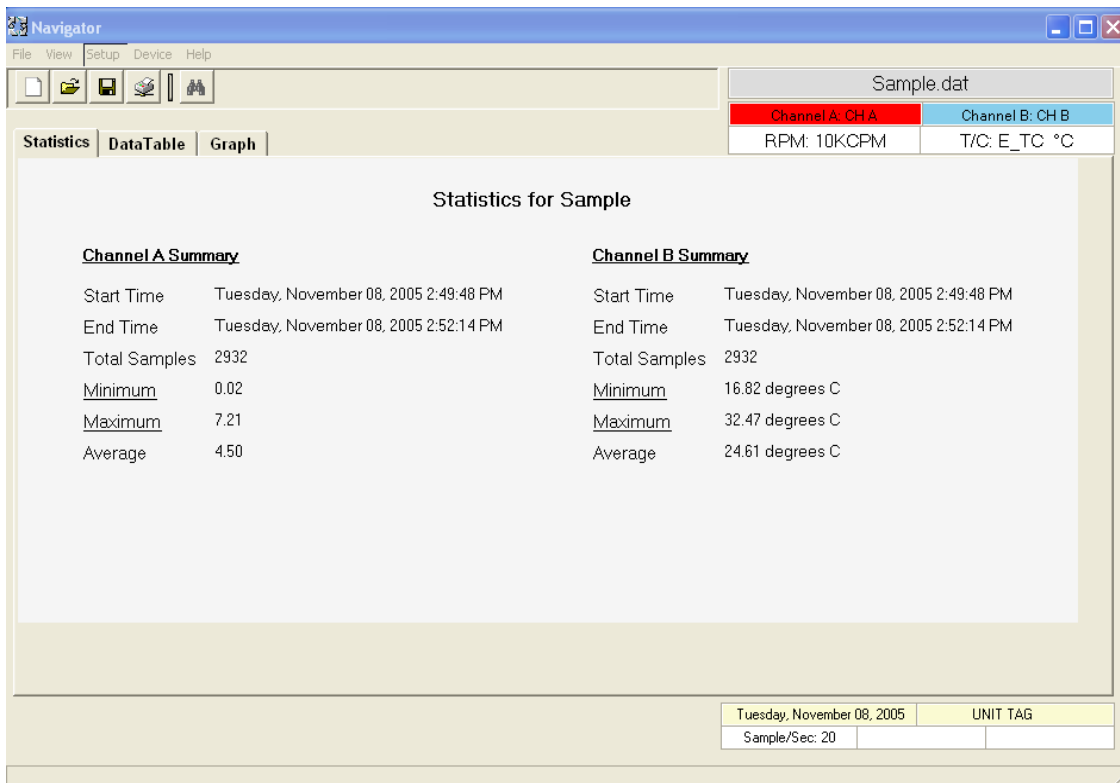 Navigator
File View Setup Device Help
Sample.dat
Channel A: CH A Channel B: CH B
RPM: 10KCPM T/C: E_TC °C
Statistics DataTable Graph
Statistics for Sample
Channel A Summary Channel B Summary
Start Time Tuesday, November 08, 2005 2:49:48 PM Start Time Tuesday, November 08, 2005 2:49:48 PM
End Time Tuesday, November 08, 2005 2:52:14 PM End Time Tuesday, November 08, 2005 2:52:14 PM
Total Samples 2932 Total Samples 2932
Minimum 0.02 Minimum 16.82 degrees C
Maximum 7.21 Maximum 32.47 degrees C
Average 4.50 Average 24.61 degrees C
Tuesday, November 08, 2005 UNIT TAG
Sample/Sec: 20